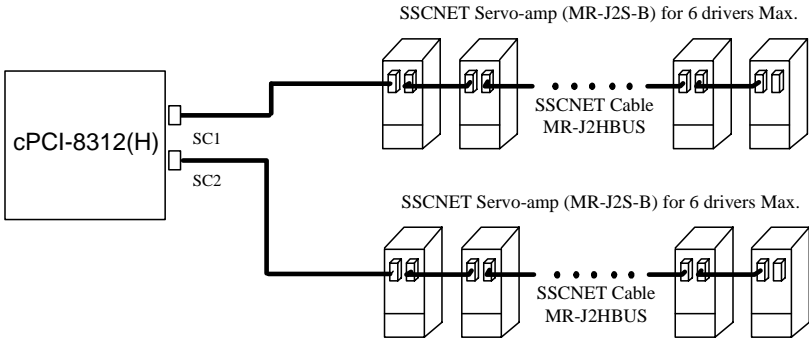 SSCNET Servo-amp (MR-J2S-B) for 6 drivers Max.
cPCI-8312(H)
SC1
SC2
SSCNET Cable
MR-J2HBUS
SSCNET Servo-amp (MR-J2S-B) for 6 drivers Max.
SSCNET Cable
MR-J2HBUS